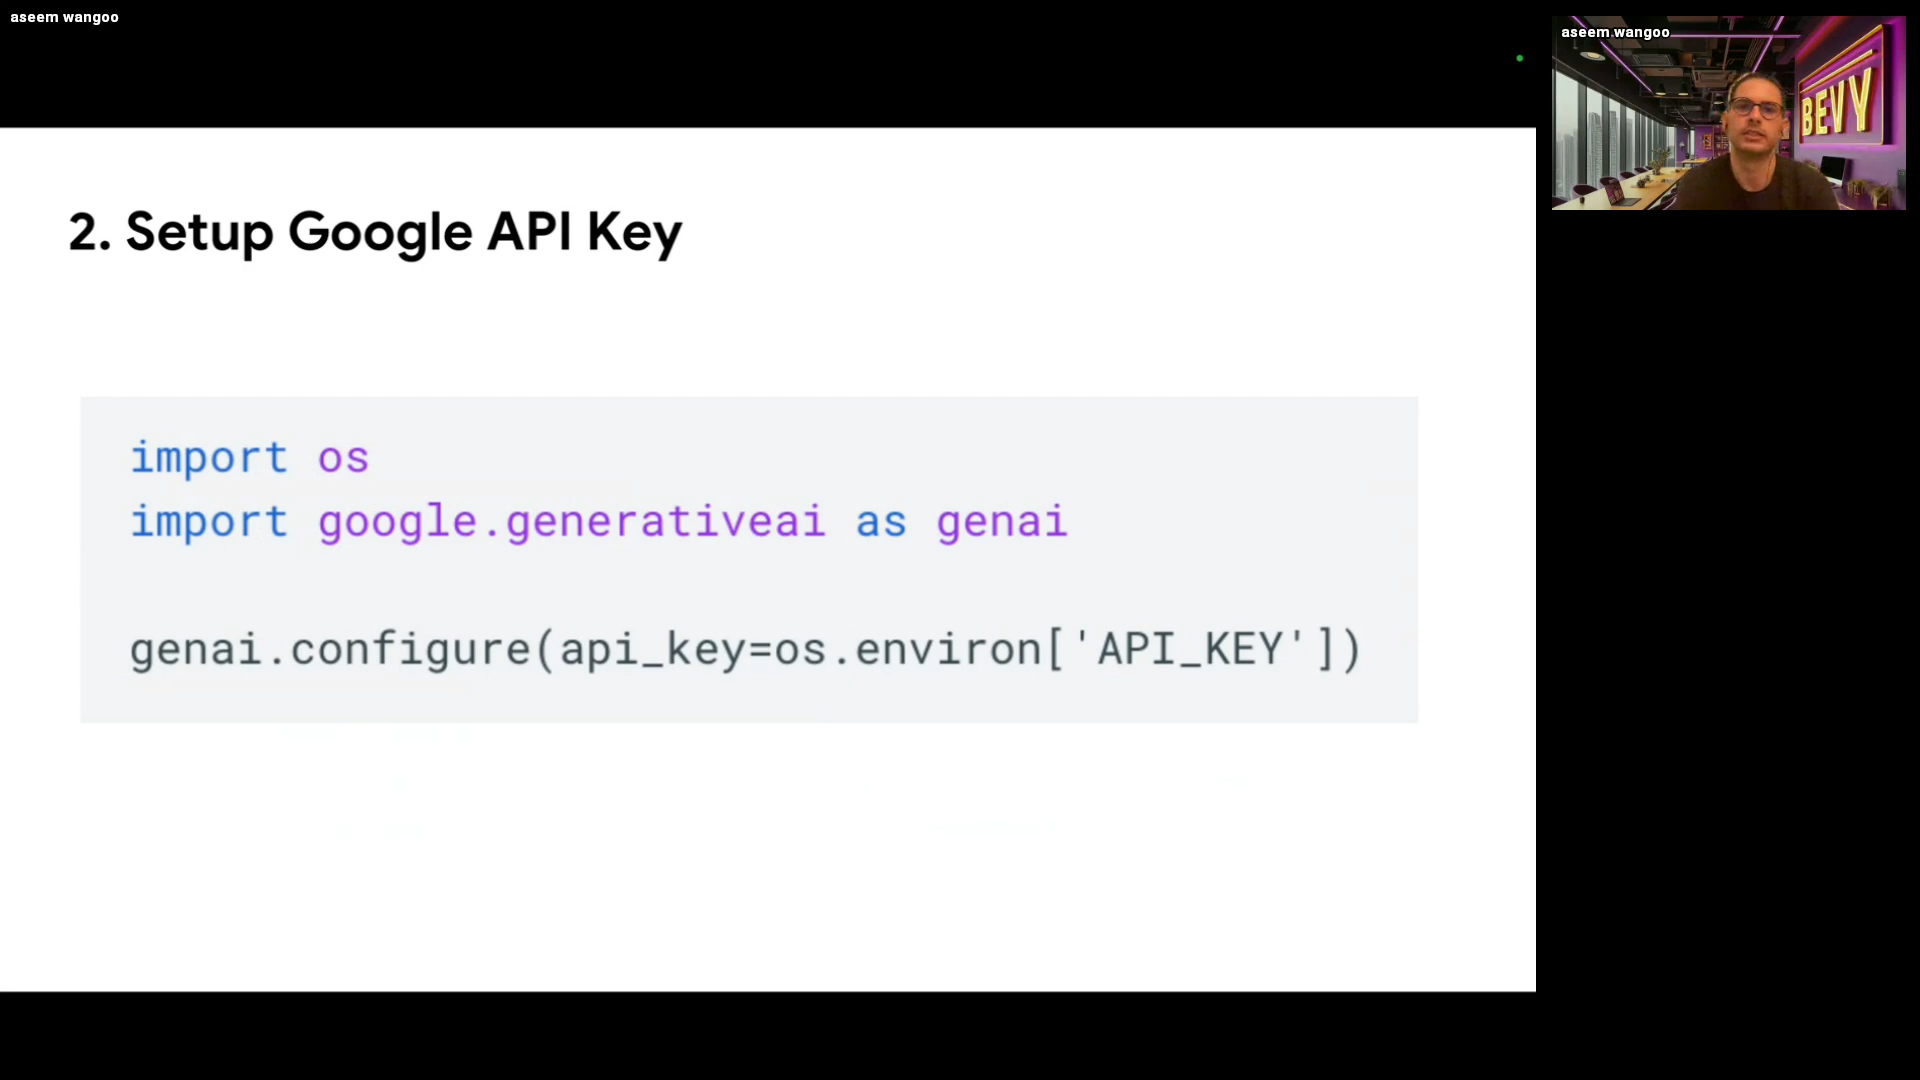 aseem wangoo
aseem wangoo
BEVY
2. Setup Google API Key
import os
import google.generativeai as genai
genai.configure(api_key=os.environ['API_KEY'])